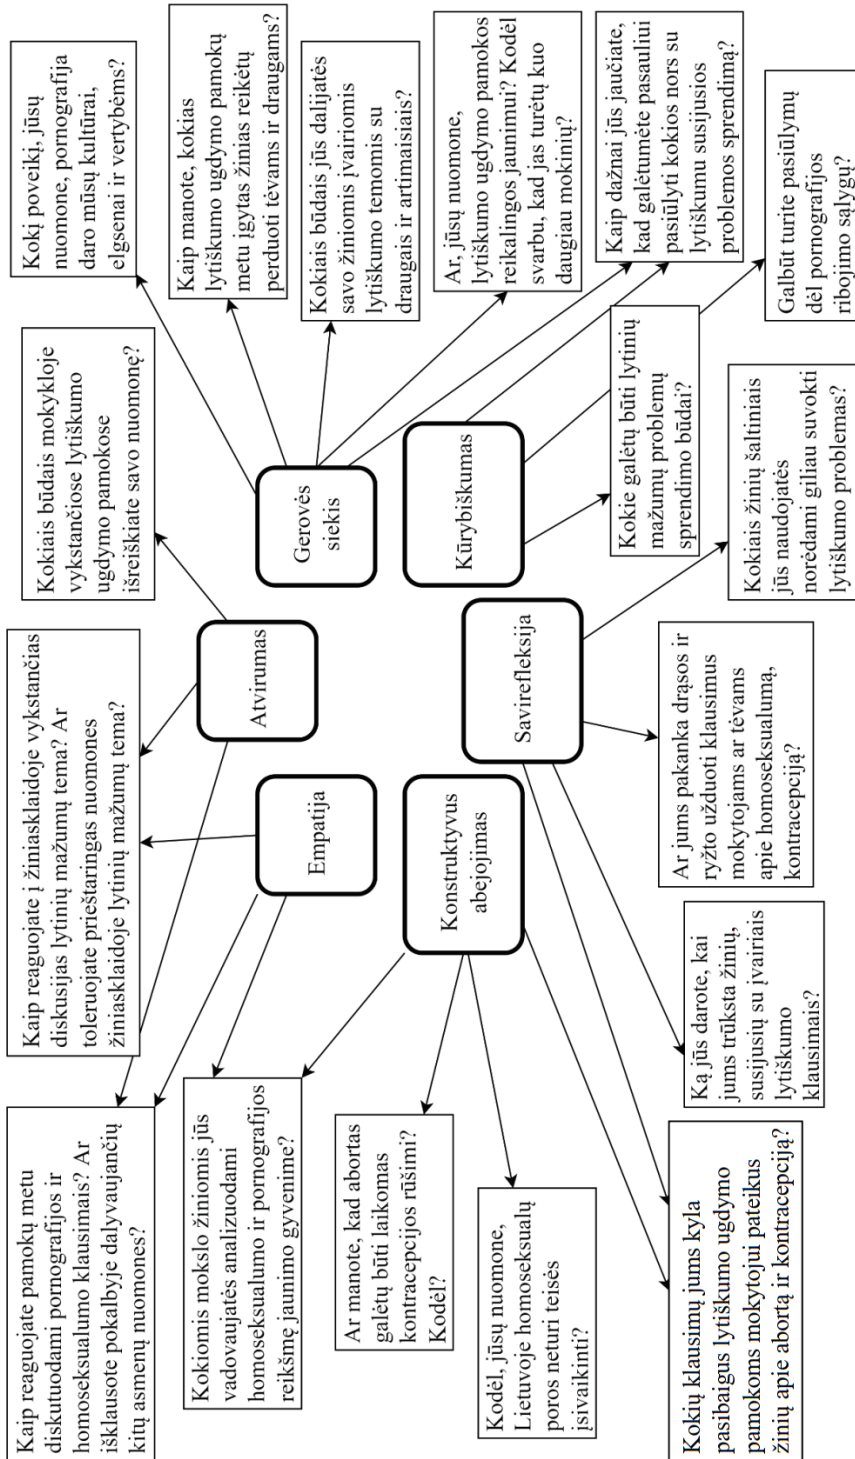 Kaip reaguojate pamokų metu
diskutuodami pornografijos ir
homoseksualumo klausimais? Ar
išklausote pokalbyje dalyvaujančių
kitų asmenų nuomones?
Kaip reaguojate į žiniasklaidoje vykstančias
diskusijas lytinių mažumų tema? Ar
toleruojate prieštaringas nuomones
žiniasklaidoje lytinių mažumų tema?
Kokiais būdais mokykloje
vykstančiose lytiškumo
ugdymo pamokose
išreiškiate savo nuomonę?
Kokį poveikį, jūsų
nuomone, pornografija
daro mūsų kultūrai,
elgsenai ir vertybėms?
Kaip manote, kokias
lytiškumo ugdymo pamokų
metu įgytas žinias reikėtų
perduoti tėvams ir draugams?
Kokiomis mokslo žiniomis jūs
vadovaujatės analizuodami
homoseksualumo ir pornografijos
reikšmę jaunimo gyvenime?
Empatija
Atvirumas
Gerovės
siekis
Kokiais būdais jūs dalijatės
savo žiniomis įvairiomis
lytiškumo temomis su
draugais ir artimaisiais?
Ar manote, kad abortas
galėtų būti laikomas
kontracepcijos rūšimi?
Kodėl?
Konstruktyvus
abejojimas
Savirefleksija
Kūrybiškumas
Ar, jūsų nuomone,
lytiškumo ugdymo pamokos
reikalingos jaunimui? Kodėl
svarbu, kad jas turėtų kuo
daugiau mokinių?
Kodėl, jūsų nuomone,
Lietuvoje homoseksualų
poros neturi teisės
įsivaikinti?
Kokie galėtų būti lytinių
mažumų problemų
sprendimo būdai?
Kaip dažnai jūs jaučiate,
kad galėtumėte pasauliui
pasiūlyti kokios nors su
lytiškumu susijusios
problemos sprendimą?
Kokių klausimų jums kyla
pasibaigus lytiškumo ugdymo
pamokoms mokytojui pateikus
žinių apie abortą ir kontracepciją?
Ką jūs darote, kai
jums trūksta žinių,
susijusių su įvairiais
lytiškumo
klausimais?
Ar jums pakanka drąsos ir
ryžto užduoti klausimus
mokytojams ar tėvams
apie homoseksualumą,
kontracepciją?
Kokiais žinių šaltiniais
jūs naudojatės
norėdami giliau suvokti
lytiškumo problemas?
Galbūt turite pasiūlymų
dėl pornografijos
ribojimo sąlygų?